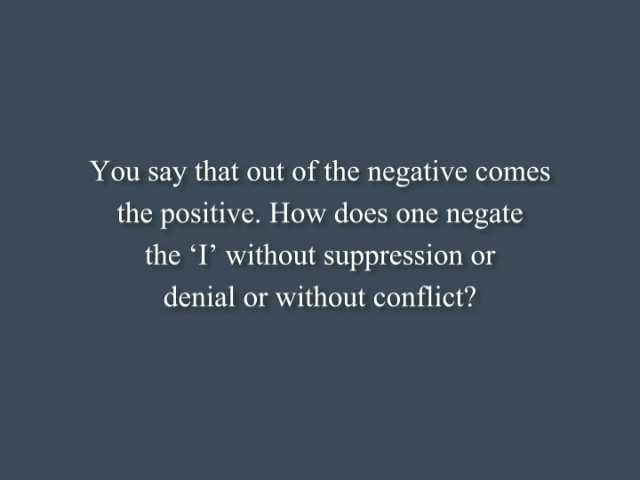 You say that out of the negative comes
the positive. How does one negate
the ‘I’ without suppression or
denial or without conflict?